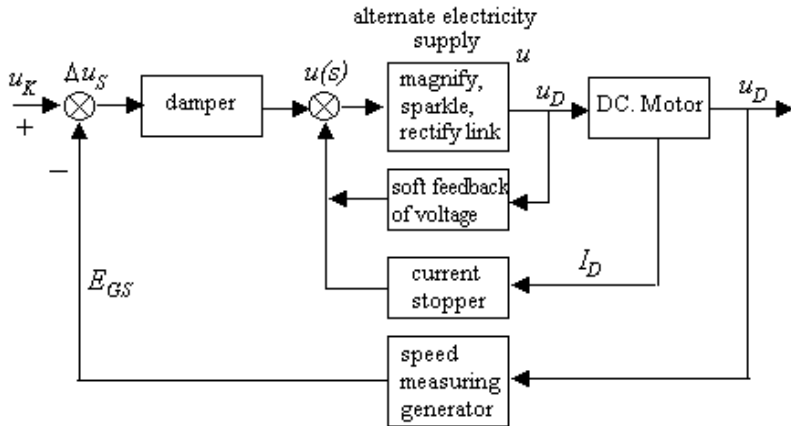 alternate electricity
supply
u_K
Δu_S
u(s)
u
+
−
damper
magnify,
sparkle,
rectify link
u_D
DC. Motor
u_D
soft feedback
of voltage
E_GS
current
stopper
I_D
speed
measuring
generator